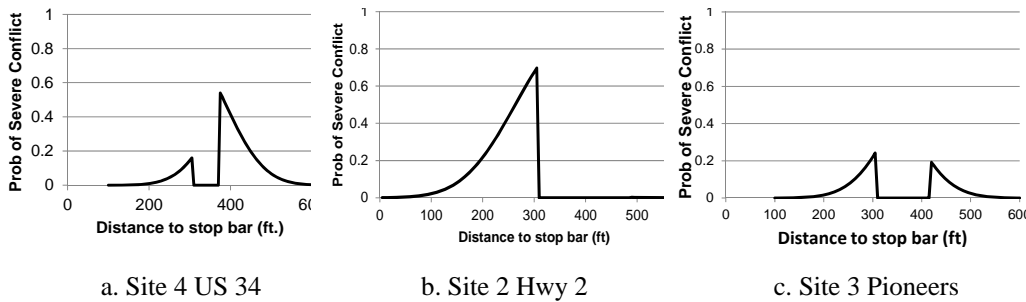 1
0.8
0.6
0.4
0.2
0
Prob of Severe Conflict
0 200 400 600
Distance to stop bar (ft.)
a. Site 4 US 34
1
0.8
0.6
0.4
0.2
0
Prob of Severe Conflict
0 100 200 300 400 500
Distance to stop bar (ft)
b. Site 2 Hwy 2
1
0.8
0.6
0.4
0.2
0
Prob of Severe Conflict
0 100 200 300 400 500 600
Distance to stop bar (ft)
c. Site 3 Pioneers